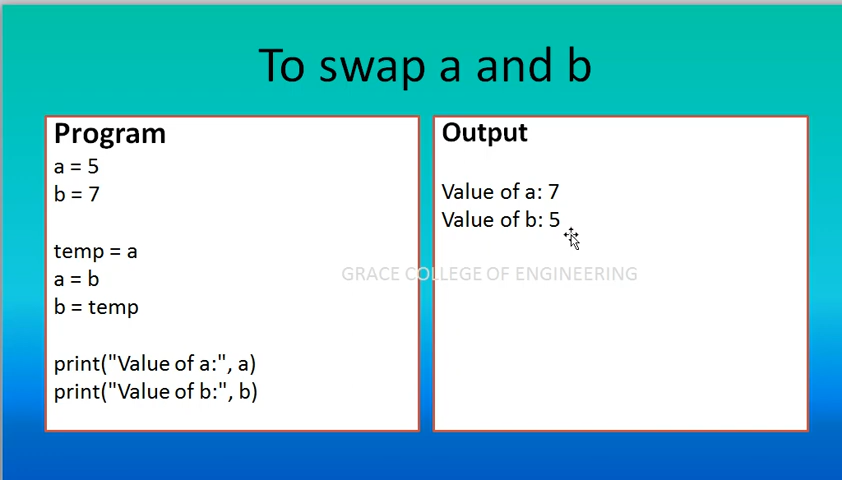 To swap a and b
Program
a = 5
b = 7
temp = a
a = b
b = temp
print("Value of a:", a)
print("Value of b:", b)
Output
Value of a: 7
Value of b: 5
GRACE COLLEGE OF ENGINEERING